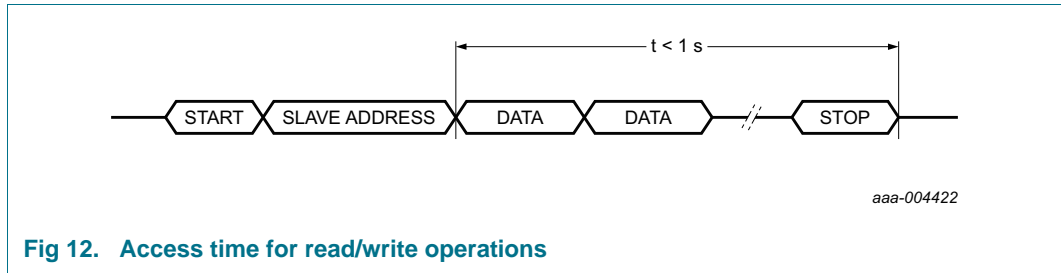 t < 1 s
START SLAVE ADDRESS DATA DATA STOP
aaa-004422
Fig 12. Access time for read/write operations